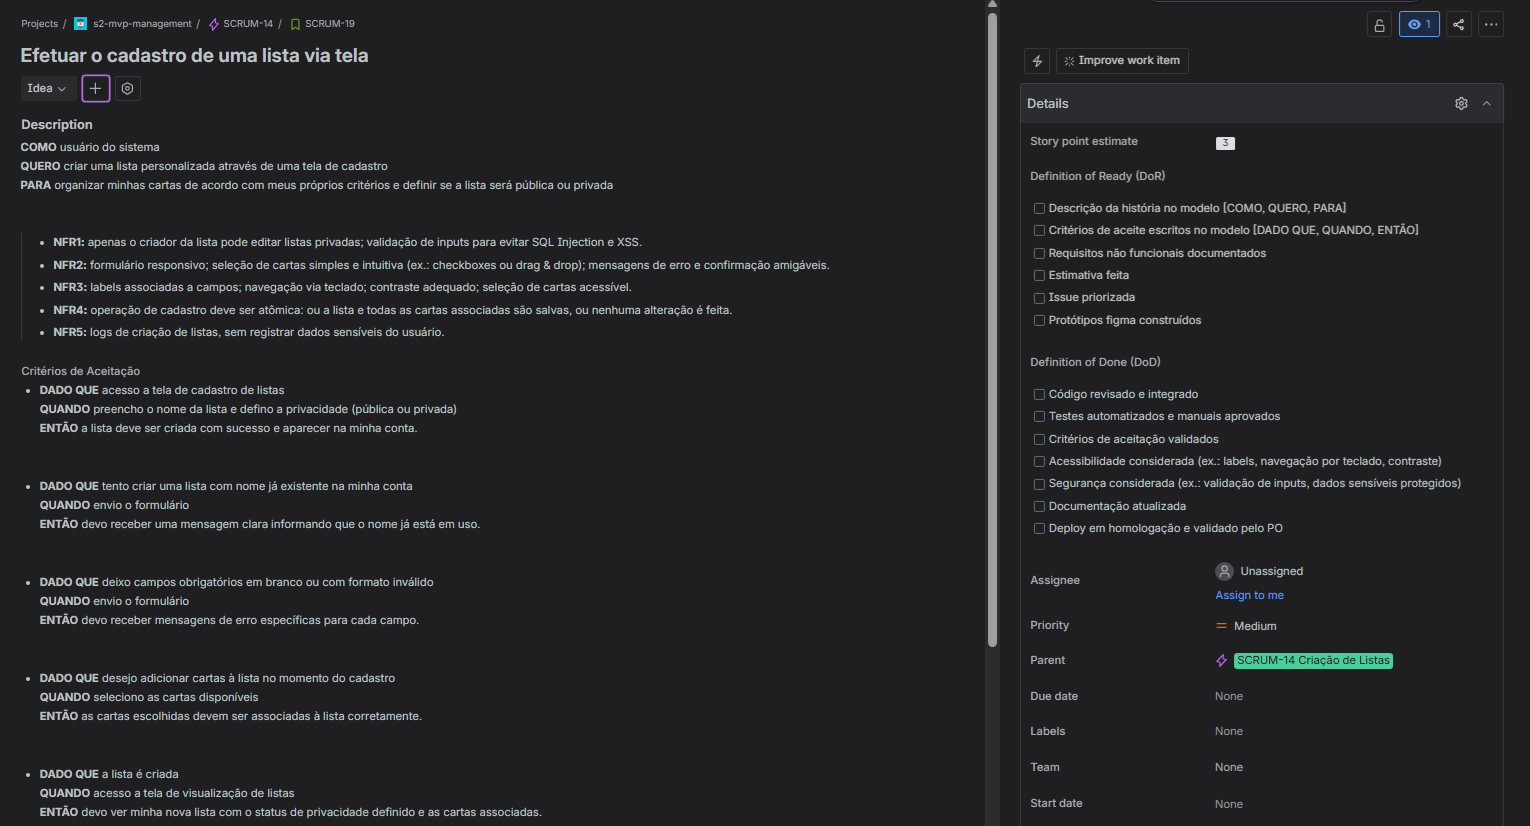 Projects / s2-mvp-management / SCRUM-14 / SCRUM-19
Efetuar o cadastro de uma lista via tela
Idea
Description
COMO usuário do sistema
QUERO criar uma lista personalizada através de uma tela de cadastro
PARA organizar minhas cartas de acordo com meus próprios critérios e definir se a lista será pública ou privada
• NFR1: apenas o criador da lista pode editar listas privadas; validação de inputs para evitar SQL Injection e XSS.
• NFR2: formulário responsivo; seleção de cartas simples e intuitiva (ex.: checkboxes ou drag & drop); mensagens de erro e confirmação amigáveis.
• NFR3: labels associadas a campos; navegação via teclado; contraste adequado; seleção de cartas acessível.
• NFR4: operação de cadastro deve ser atômica: ou a lista e todas as cartas associadas são salvas, ou nenhuma alteração é feita.
• NFR5: logs de criação de listas, sem registrar dados sensíveis do usuário.
Critérios de Aceitação
• DADO QUE acesso a tela de cadastro de listas
QUANDO preencho o nome da lista e defino a privacidade (pública ou privada)
ENTÃO a lista deve ser criada com sucesso e aparecer na minha conta.
• DADO QUE tento criar uma lista com nome já existente na minha conta
QUANDO envio o formulário
ENTÃO devo receber uma mensagem clara informando que o nome já está em uso.
• DADO QUE deixo campos obrigatórios em branco ou com formato inválido
QUANDO envio o formulário
ENTÃO devo receber mensagens de erro específicas para cada campo.
• DADO QUE desejo adicionar cartas à lista no momento do cadastro
QUANDO seleciono as cartas disponíveis
ENTÃO as cartas escolhidas devem ser associadas à lista corretamente.
• DADO QUE a lista é criada
QUANDO acesso a tela de visualização de listas
ENTÃO devo ver minha nova lista com o status de privacidade definido e as cartas associadas.
1
Improve work item
Details
Story point estimate 3
Definition of Ready (DoR)
Descrição da história no modelo [COMO, QUERO, PARA]
Critérios de aceite escritos no modelo [DADO QUE, QUANDO, ENTÃO]
Requisitos não funcionais documentados
Estimativa feita
Issue priorizada
Protótipos figma construídos
Definition of Done (DoD)
Código revisado e integrado
Testes automatizados e manuais aprovados
Critérios de aceitação validados
Acessibilidade considerada (ex.: labels, navegação por teclado, contraste)
Segurança considerada (ex.: validação de inputs, dados sensíveis protegidos)
Documentação atualizada
Deploy em homologação e validado pelo PO
Assignee Unassigned
Assign to me
Priority Medium
Parent SCRUM-14 Criação de Listas
Due date None
Labels None
Team None
Start date None